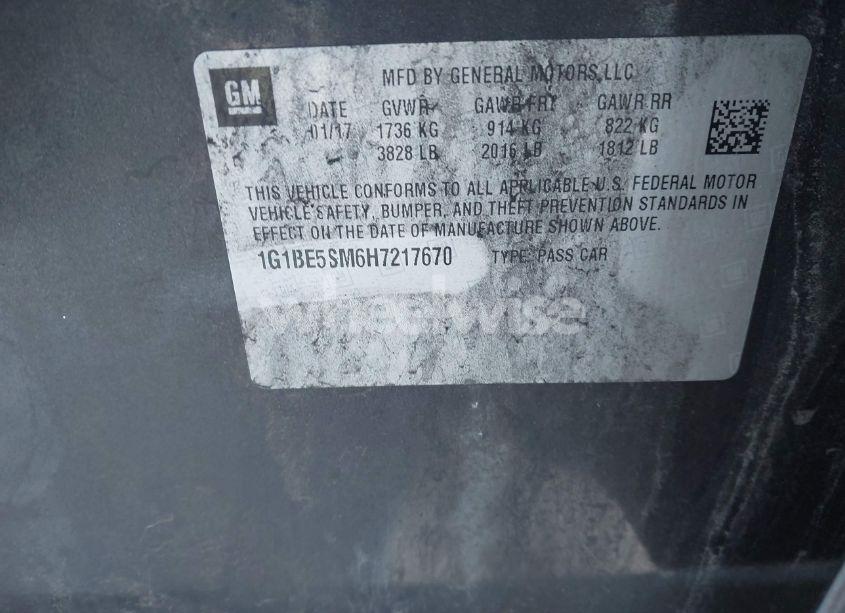 GM
MFD BY GENERAL MOTORS LLC
DATE GVWR GAWR FRT GAWR RR
01/17 1736 KG 914 KG 822 KG
3828 LB 2016 LB 1812 LB
THIS VEHICLE CONFORMS TO ALL APPLICABLE U.S. FEDERAL MOTOR
VEHICLE SAFETY, BUMPER, AND THEFT PREVENTION STANDARDS IN
EFFECT ON THE DATE OF MANUFACTURE SHOWN ABOVE.
1G1BE5SM6H7217670 TYPE: PASS CAR
wheelwise